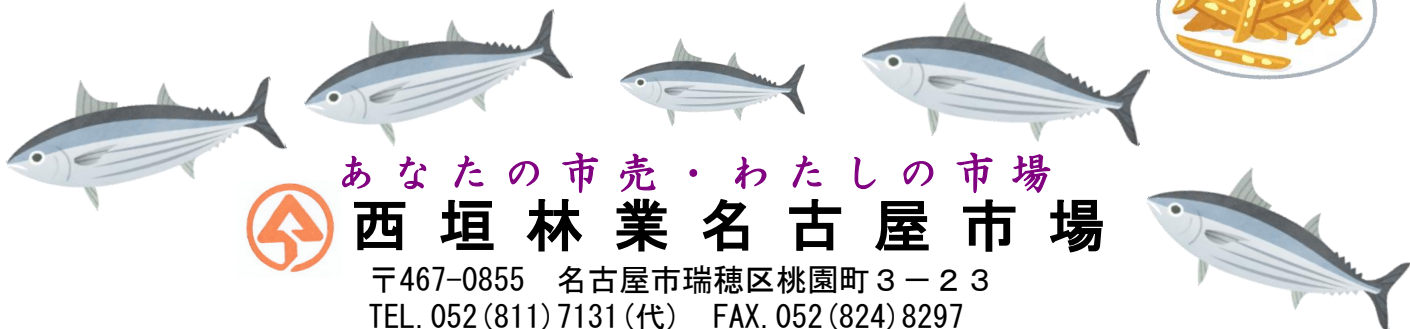 あなたの市売・わたしの市場
西垣林業名古屋市場
〒467-0855　名古屋市瑞穂区桃園町３－２３
TEL.052(811)7131(代)　FAX.052(824)8297